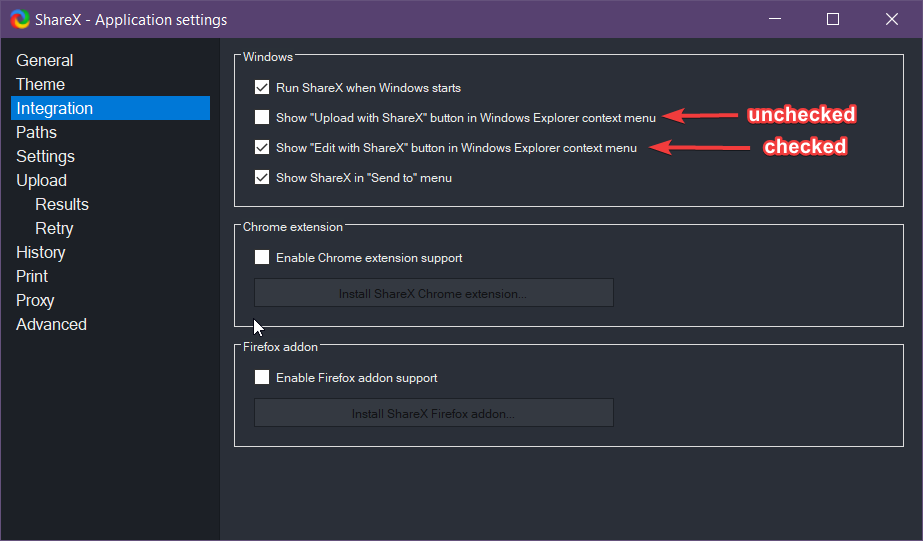 ShareX - Application settings
General
Theme
Integration
Paths
Settings
Upload
Results
Retry
History
Print
Proxy
Advanced
Windows
Run ShareX when Windows starts
Show "Upload with ShareX" button in Windows Explorer context menu
unchecked
Show "Edit with ShareX" button in Windows Explorer context menu
checked
Show ShareX in "Send to" menu
Chrome extension
Enable Chrome extension support
Install ShareX Chrome extension...
Firefox addon
Enable Firefox addon support
Install ShareX Firefox addon...